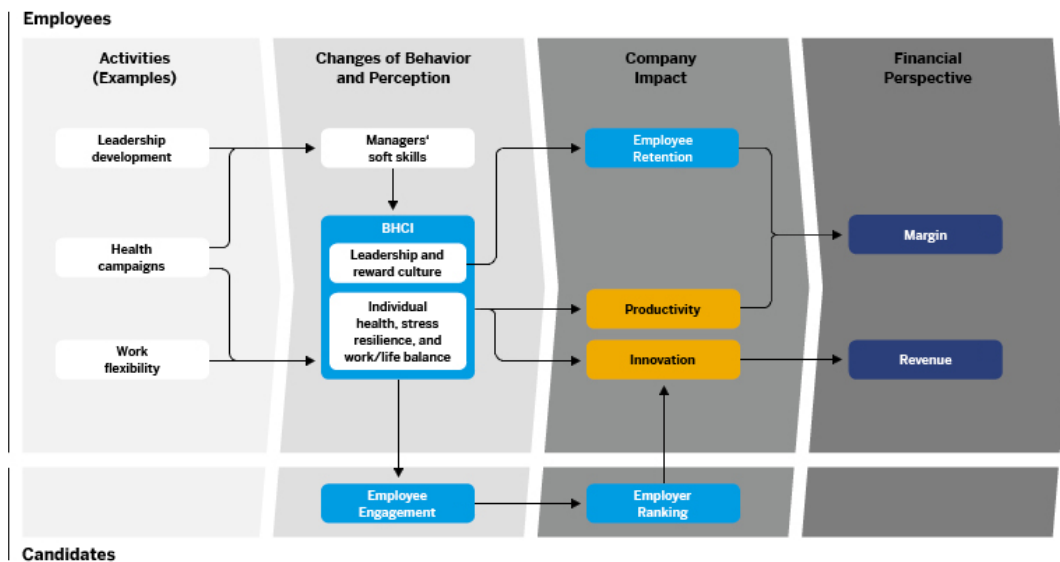 Employees
Activities
(Examples)
Changes of Behavior
and Perception
Company
Impact
Financial
Perspective
Leadership
development
Managers‘
soft skills
Employee
Retention
BHCI
Health
campaigns
Leadership and
reward culture
Margin
Individual
health, stress
resilience, and
work/life balance
Productivity
Work
flexibility
Innovation
Revenue
Employee
Engagement
Employer
Ranking
Candidates